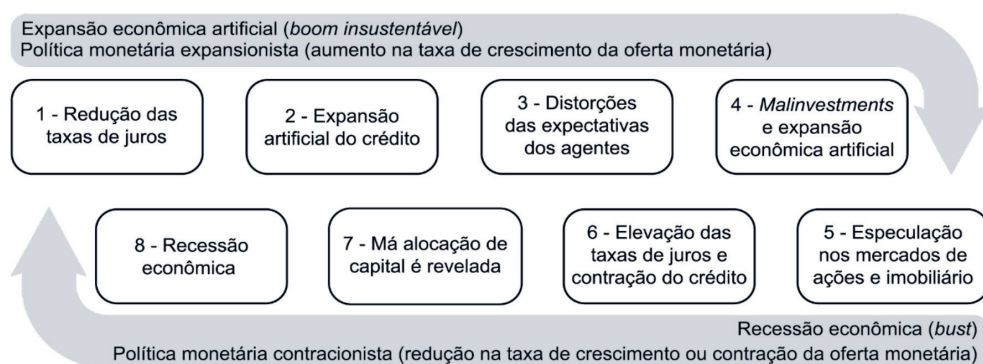 Expansão econômica artificial (boom insustentável)
Política monetária expansionista (aumento na taxa de crescimento da oferta monetária)
1 - Redução das
taxas de juros
2 - Expansão
artificial do crédito
3 - Distorções
das expectativas
dos agentes
4 - Malinvestments
e expansão
econômica artificial
5 - Especulação
nos mercados de
ações e imobiliário
6 - Elevação das
taxas de juros e
contração do crédito
7 - Má alocação de
capital é revelada
8 - Recessão
econômica
Recessão econômica (bust)
Política monetária contracionista (redução na taxa de crescimento ou contração da oferta monetária)